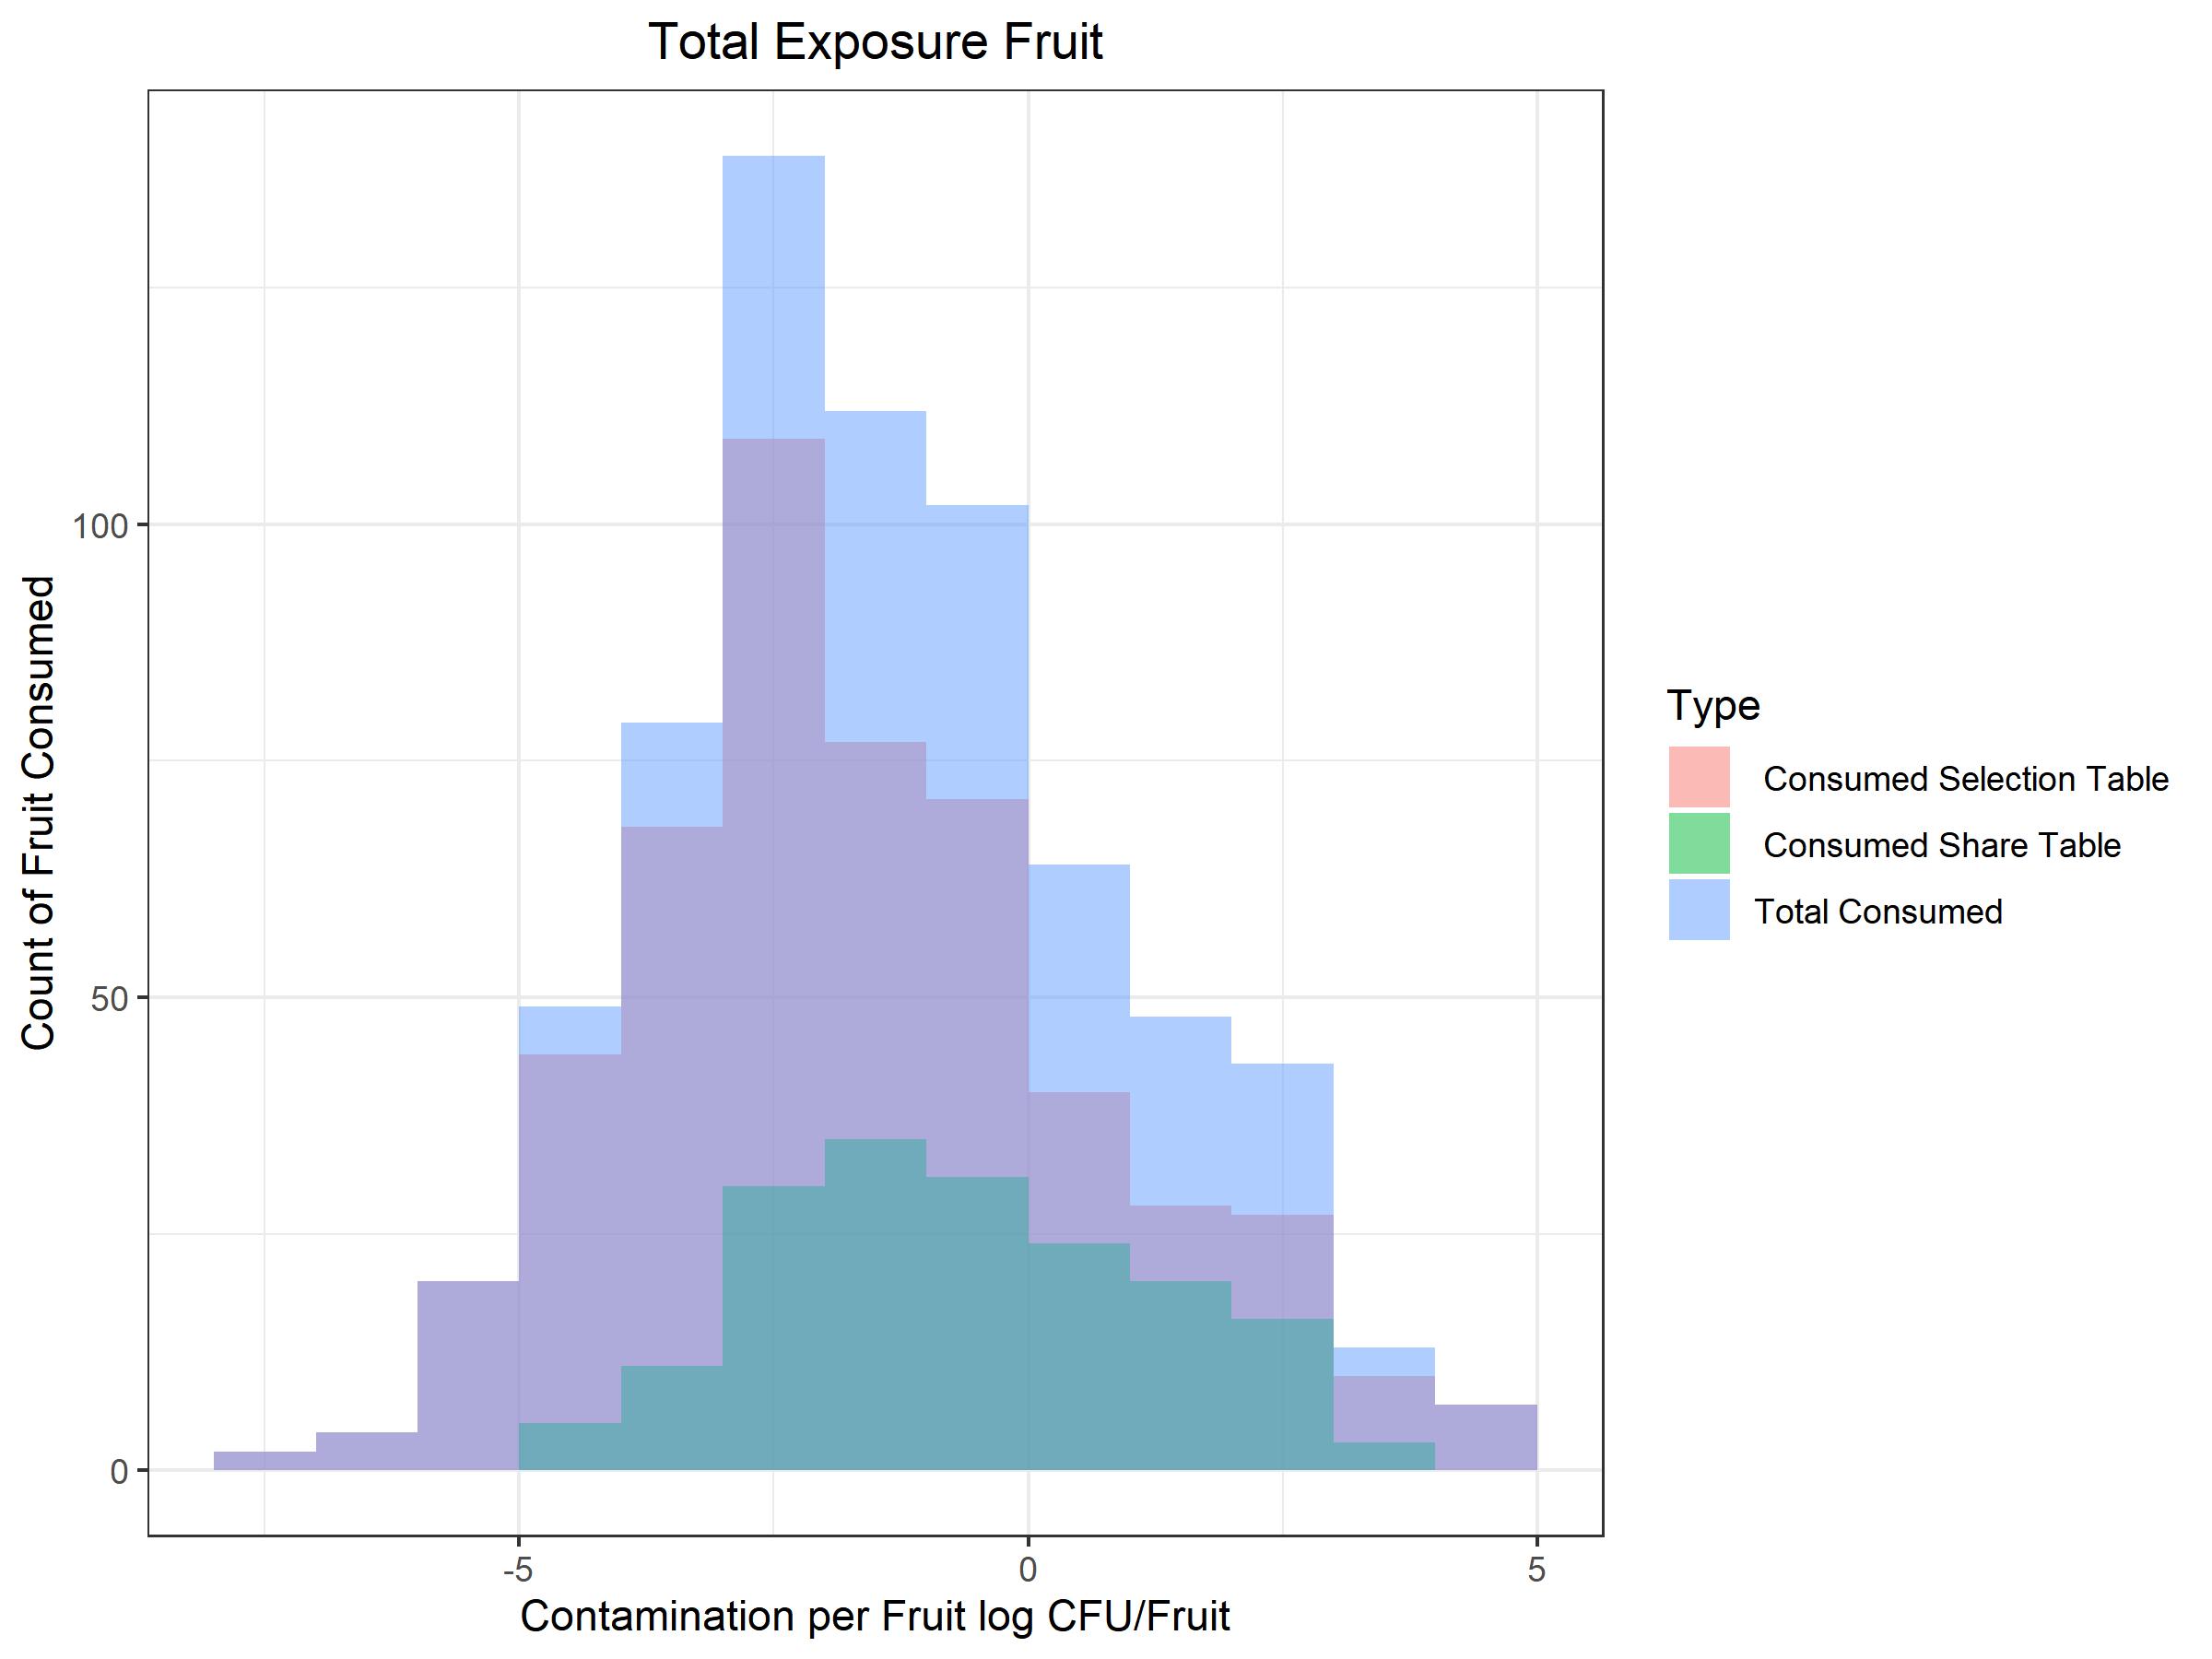 Total Exposure Fruit
Count of Fruit Consumed
100
50
0
-5
0
5
Contamination per Fruit log CFU/Fruit
Type
Consumed Selection Table
Consumed Share Table
Total Consumed